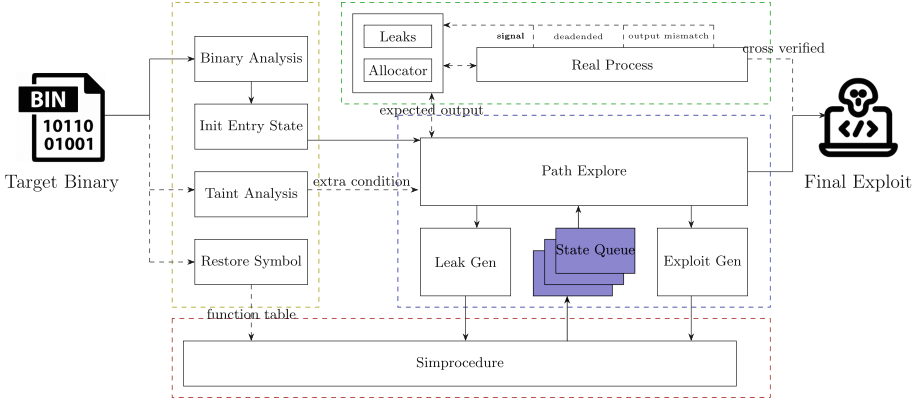 Leaks
signal
deadended
output mismatch
Binary Analysis
Allocator
Real Process
cross verified
BIN
10110
01001
Init Entry State
expected output
Target Binary
Taint Analysis
extra condition
Path Explore
Final Exploit
</>
Restore Symbol
Leak Gen
State Queue
Exploit Gen
function table
Simprocedure